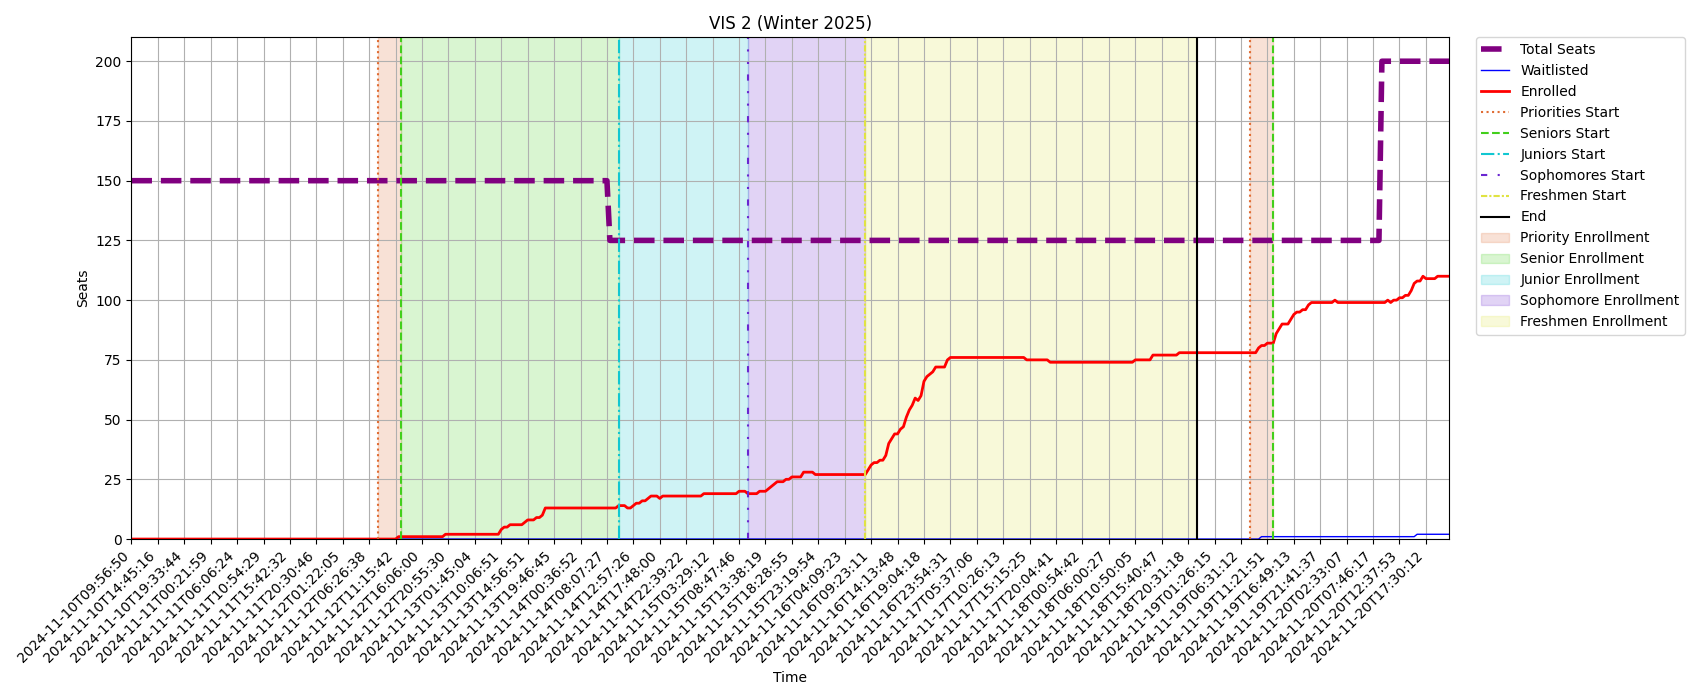 VIS 2 (Winter 2025)
Seats
200
175
150
125
100
75
50
25
0
2024-11-10T09:56:50
2024-11-10T14:45:16
2024-11-10T19:33:44
2024-11-11T00:21:59
2024-11-11T06:06:24
2024-11-11T10:54:29
2024-11-11T15:42:32
2024-11-11T20:30:46
2024-11-12T01:22:05
2024-11-12T06:26:38
2024-11-12T11:15:42
2024-11-12T16:06:00
2024-11-12T20:55:30
2024-11-13T01:45:04
2024-11-13T10:06:51
2024-11-13T14:56:51
2024-11-13T19:46:45
2024-11-14T00:36:52
2024-11-14T08:07:27
2024-11-14T12:57:26
2024-11-14T17:48:00
2024-11-14T22:39:22
2024-11-15T03:29:12
2024-11-15T08:47:46
2024-11-15T13:38:19
2024-11-15T18:28:55
2024-11-15T23:19:54
2024-11-16T04:09:23
2024-11-16T09:23:11
2024-11-16T14:13:48
2024-11-16T19:04:18
2024-11-16T23:54:31
2024-11-17T05:37:06
2024-11-17T10:26:13
2024-11-17T15:15:25
2024-11-17T20:04:41
2024-11-18T00:54:42
2024-11-18T06:00:27
2024-11-18T10:50:05
2024-11-18T15:40:47
2024-11-18T20:31:18
2024-11-19T01:26:15
2024-11-19T06:31:12
2024-11-19T11:21:51
2024-11-19T16:49:13
2024-11-19T21:41:37
2024-11-20T02:33:07
2024-11-20T07:46:17
2024-11-20T12:37:53
2024-11-20T17:30:12
Time
Total Seats
Waitlisted
Enrolled
Priorities Start
Seniors Start
Juniors Start
Sophomores Start
Freshmen Start
End
Priority Enrollment
Senior Enrollment
Junior Enrollment
Sophomore Enrollment
Freshmen Enrollment